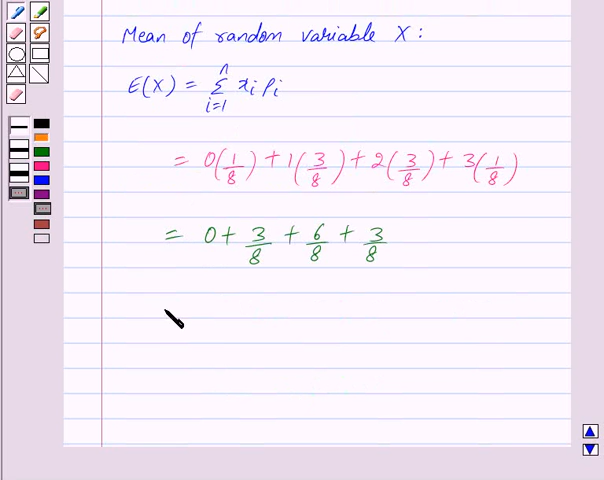 Mean of random variable X :
E(X) = Σ_{i=1}^{n} x_i p_i
= 0(1/8) + 1(3/8) + 2(3/8) + 3(1/8)
= 0 + 3/8 + 6/8 + 3/8